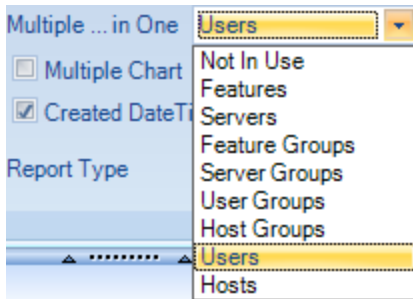 Multiple ... in One Users
Not In Use
Multiple Chart
Features
Created DateTi
Servers
Feature Groups
Report Type
Server Groups
User Groups
Host Groups
Users
Hosts